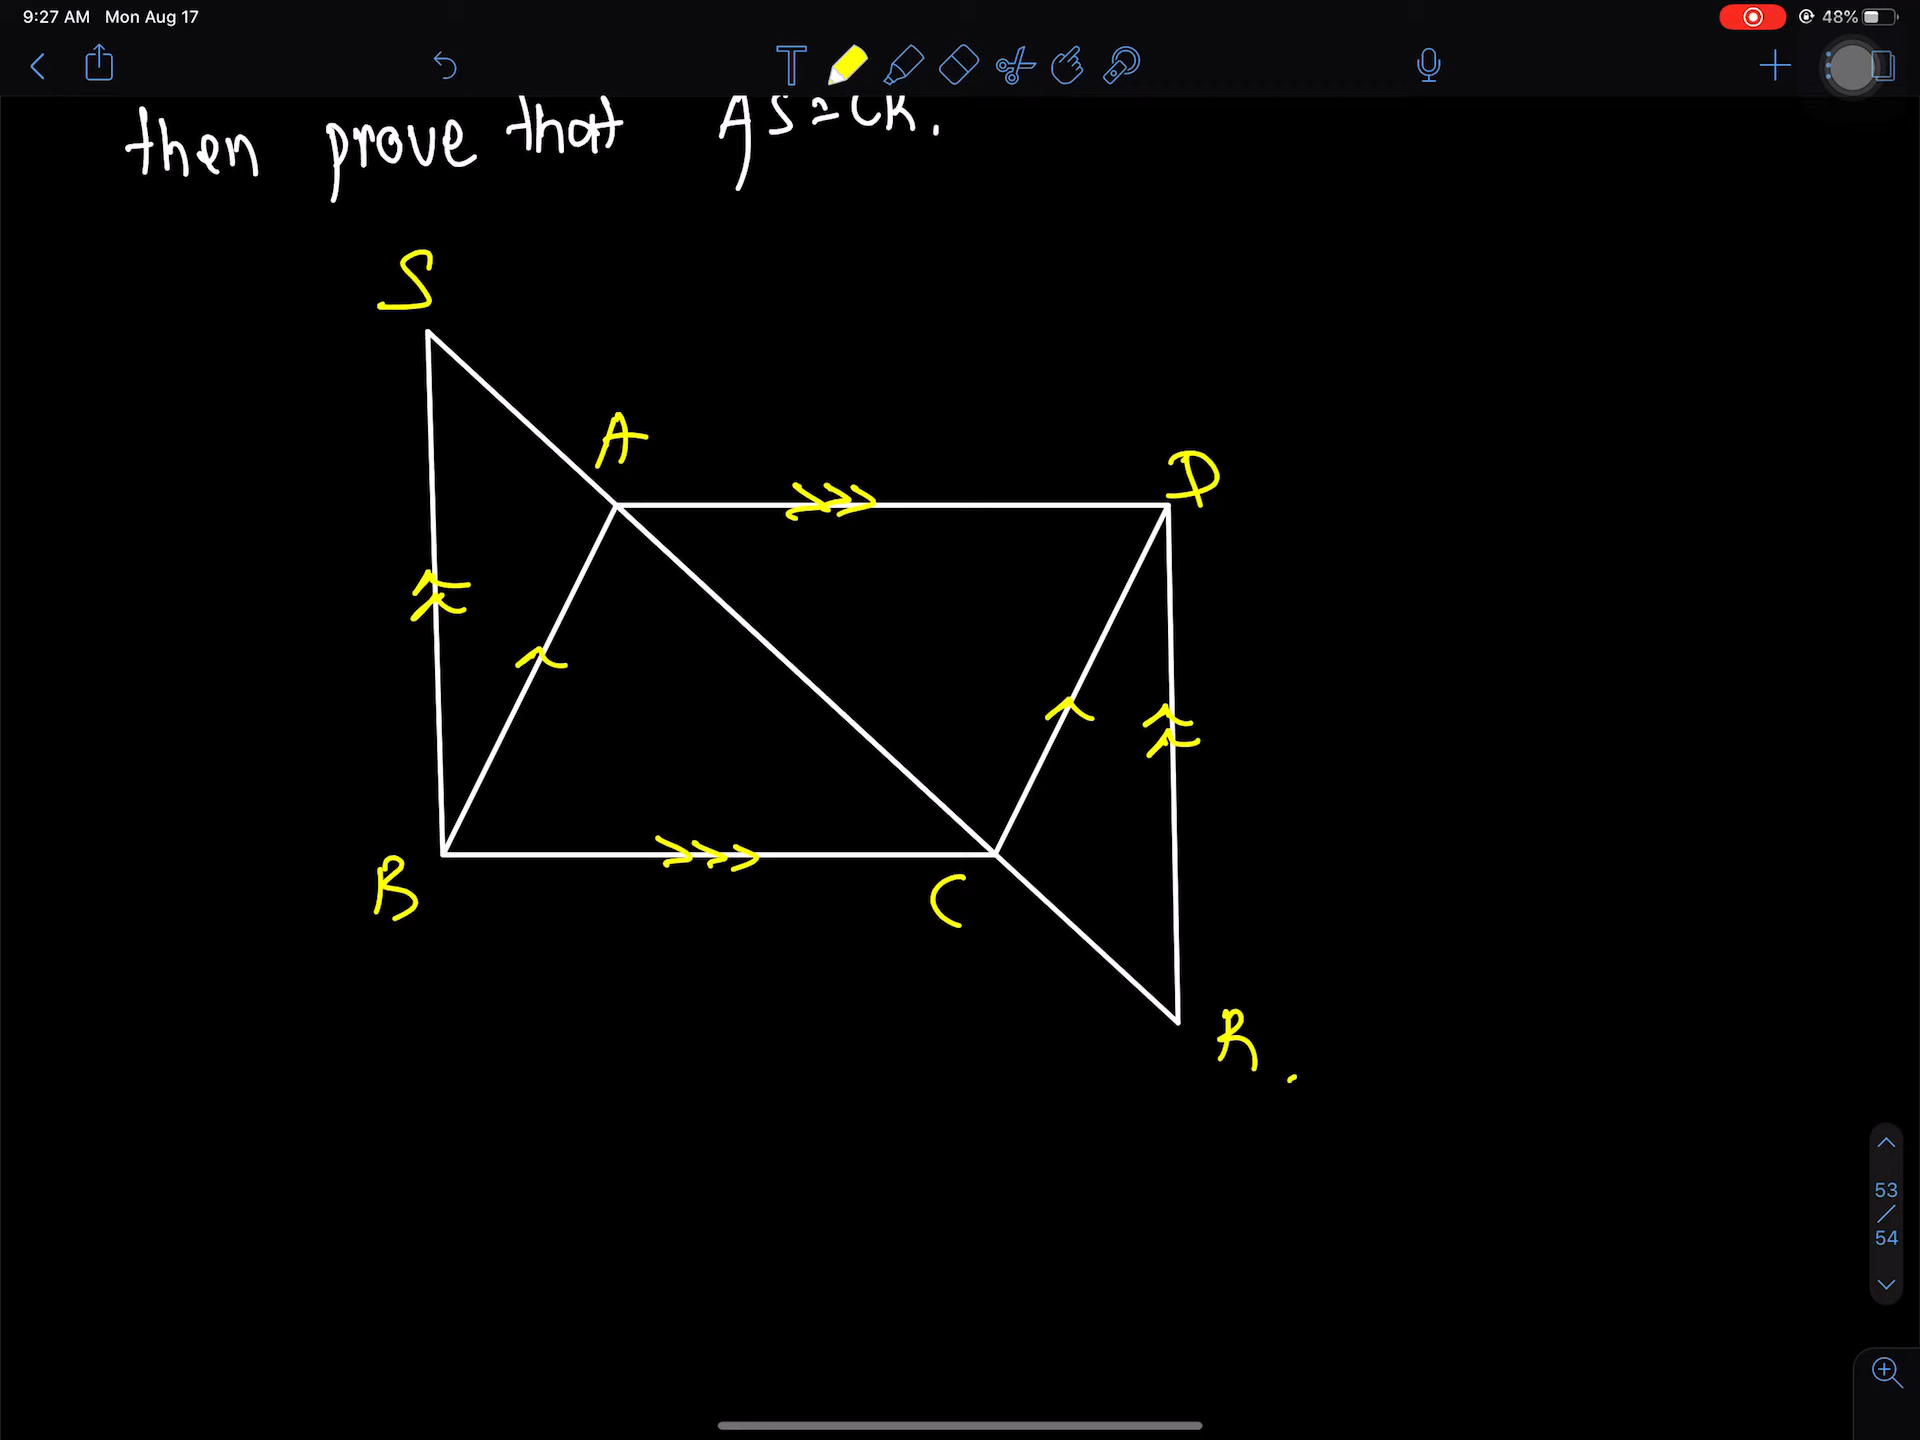 9:27 AM Mon Aug 17
48%
T
then prove that AS = CR.
S
A
D
B
C
R.
53
/
54